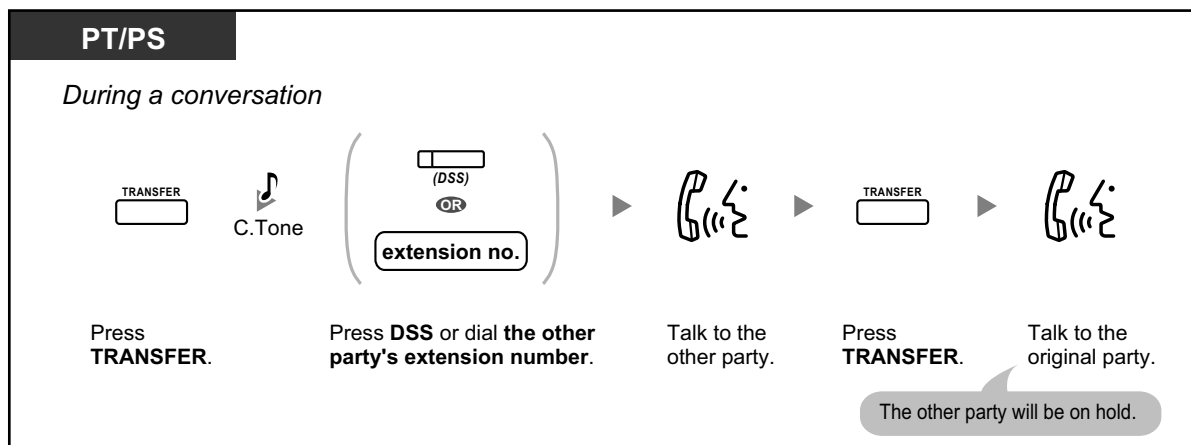 PT/PS
During a conversation
TRANSFER
C.Tone
(DSS)
OR
extension no.
TRANSFER
Press
TRANSFER.
Press DSS or dial the other
party's extension number.
Talk to the
other party.
Press
TRANSFER.
Talk to the
original party.
The other party will be on hold.